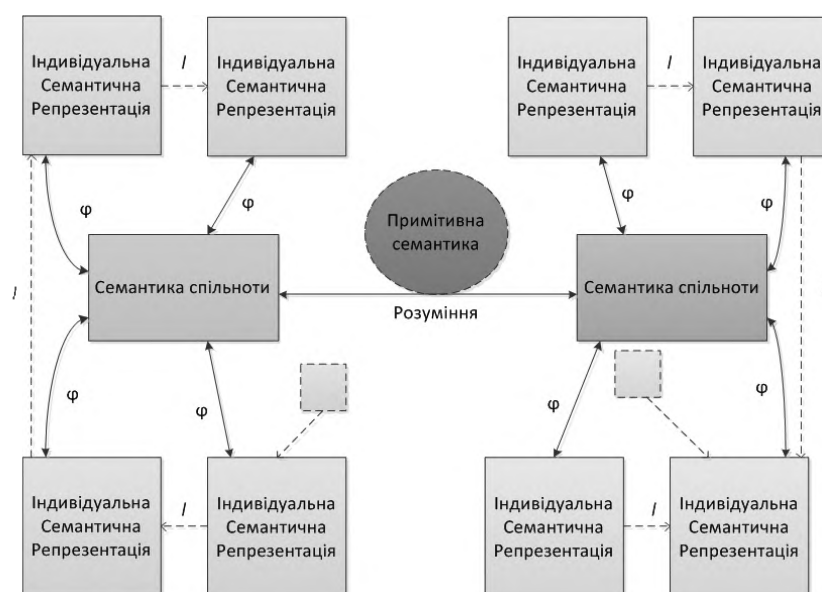 Індивідуальна
Семантична
Репрезентація
l
Індивідуальна
Семантична
Репрезентація
Індивідуальна
Семантична
Репрезентація
l
Індивідуальна
Семантична
Репрезентація
φ
φ
φ
φ
Примітивна
семантика
Семантика спільноти
Семантика спільноти
l
Розуміння
φ
φ
φ
φ
Індивідуальна
Семантична
Репрезентація
l
Індивідуальна
Семантична
Репрезентація
Індивідуальна
Семантична
Репрезентація
l
Індивідуальна
Семантична
Репрезентація